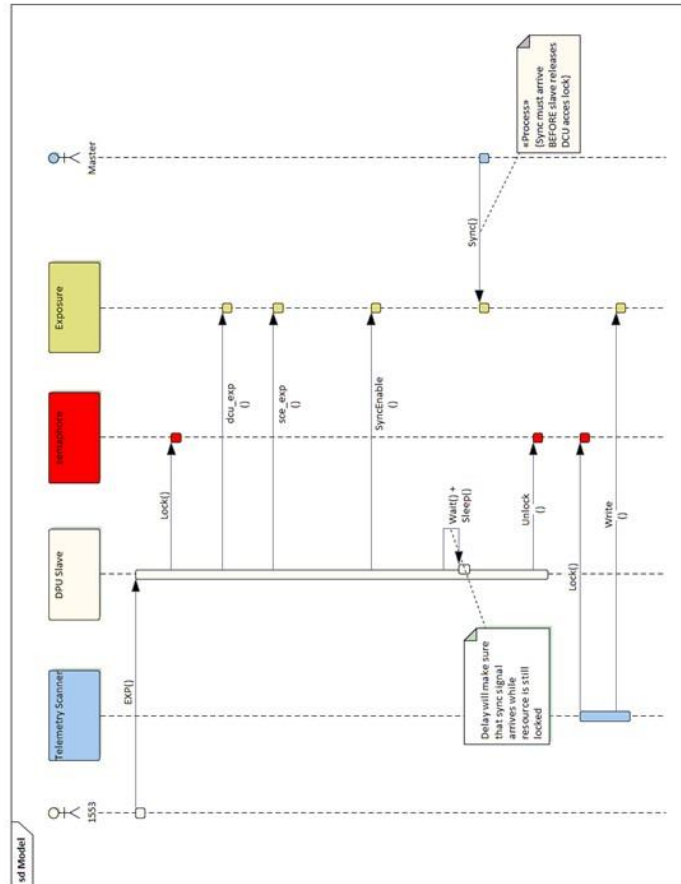 sd Model
1553
Telemetry Scanner
DPU Slave
semaphore
Exposure
Master
EXP()
Lock()
dcu_exp
()
sce_exp
()
SyncEnable
()
Wait() +
Sleep()
Sync()
Unlock
()
Lock()
Write
()
Delay will make sure
that sync signal
arrives while
resource is still
locked
«Process»
{Sync must arrive
BEFORE slave releases
DCU acces lock}